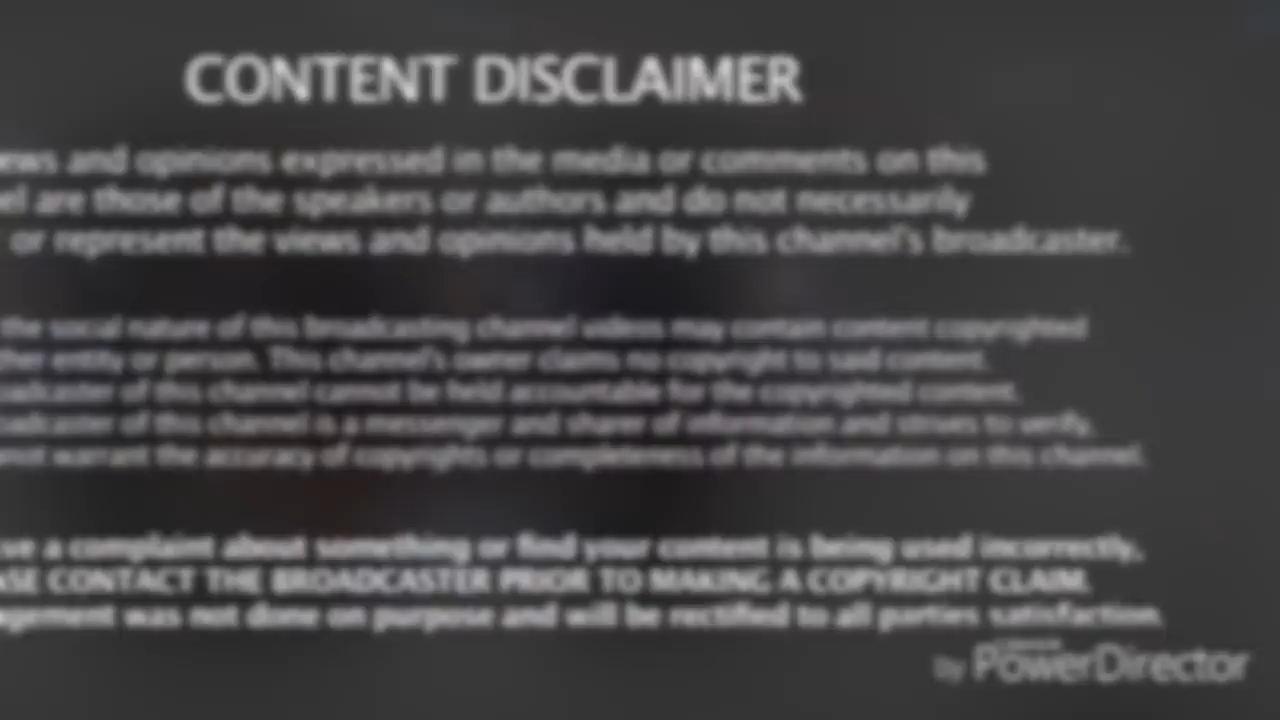 CONTENT DISCLAIMER
ews and opinions expressed in the media or comments on this
el are those of the speakers or authors and do not necessarily
or represent the views and opinions held by this channel's broadcaster.
the social nature of this broadcasting channel videos may contain content copyrighted
ther entity or person. This channel's owner claims no copyright to said content.
oadcaster of this channel cannot be held accountable for the copyrighted content.
oadcaster of this channel is a messenger and sharer of information and strives to verify,
not warrant the accuracy of copyrights or completeness of the information on this channel.
ve a complaint about something or find your content is being used incorrectly,
ASE CONTACT THE BROADCASTER PRIOR TO MAKING A COPYRIGHT CLAIM.
ngement was not done on purpose and will be rectified to all parties satisfaction.
by PowerDirector